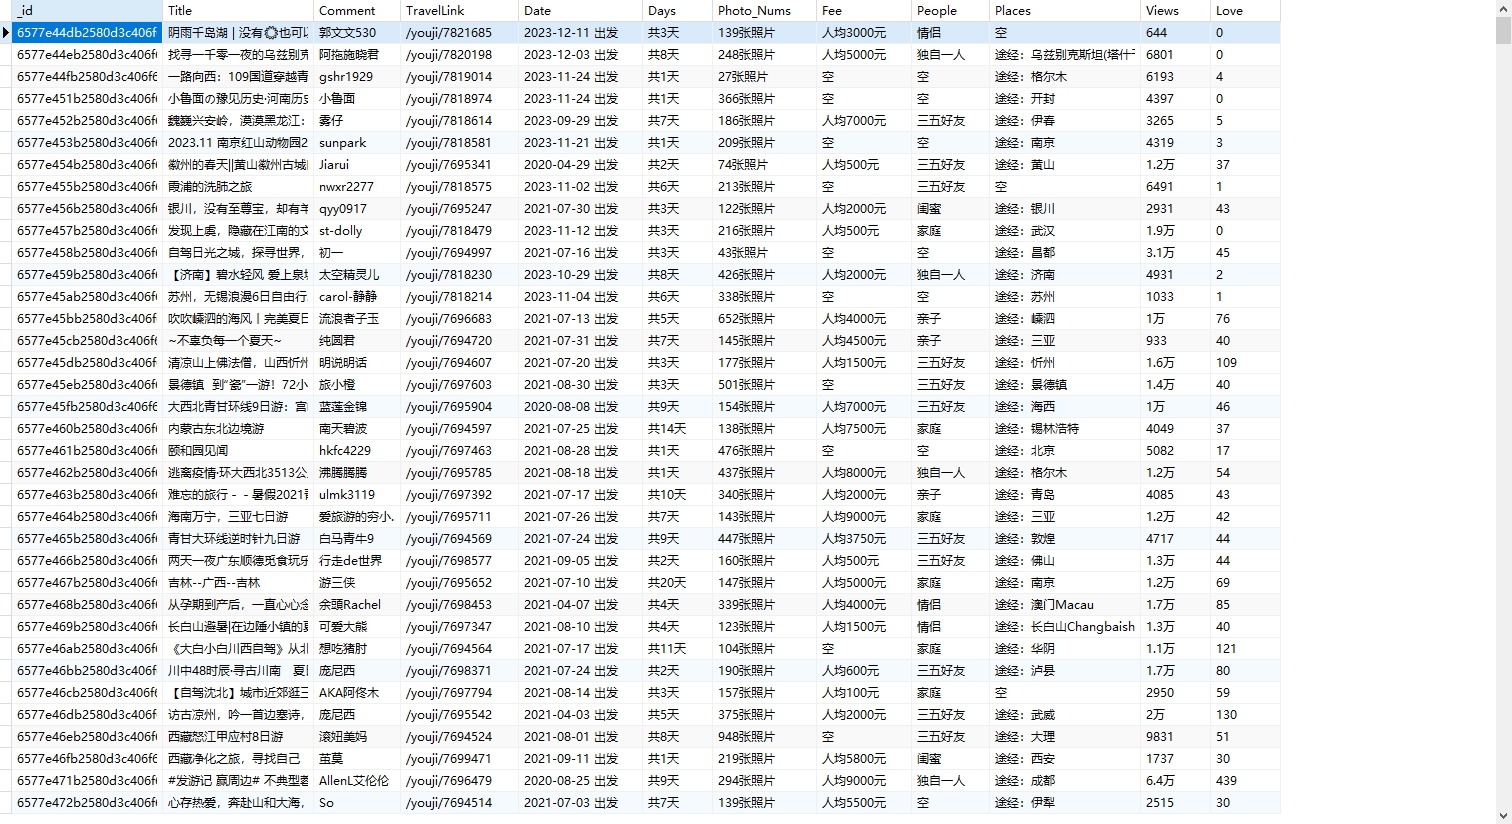 _id Title Comment TravelLink Date Days Photo_Nums Fee People Places Views Love
6577e44db2580d3c406f 阴雨千岛湖 | 没有🌞也可以 郭文文530 /youji/7821685 2023-12-11 出发 共3天 139张照片 人均3000元 情侣 空 644 0
6577e44eb2580d3c406f6 找寻一千零一夜的乌兹别克 阿拖施晓君 /youji/7820198 2023-12-03 出发 共8天 248张照片 人均5000元 独自一人 途经：乌兹别克斯坦(塔什干 6801 0
6577e44fb2580d3c406f6 一路向西：109国道穿越青 gshr1929 /youji/7819014 2023-11-24 出发 共1天 27张照片 空 空 途经：格尔木 6193 4
6577e451b2580d3c406f6 小鲁面の豫见历史·河南历史 小鲁面 /youji/7818974 2023-11-24 出发 共1天 366张照片 空 空 途经：开封 4397 0
6577e452b2580d3c406f6 巍巍兴安岭，漠漠黑龙江： 雾仔 /youji/7818614 2023-09-29 出发 共7天 186张照片 人均7000元 三五好友 途经：伊春 3265 5
6577e453b2580d3c406f6 2023.11 南京红山动物园2 sunpark /youji/7818581 2023-11-21 出发 共1天 209张照片 空 空 途经：南京 4319 3
6577e454b2580d3c406f6 徽州的春天||黄山徽州古城 Jiarui /youji/7695341 2020-04-29 出发 共2天 74张照片 人均500元 三五好友 途经：黄山 1.2万 37
6577e455b2580d3c406f6 霞浦的洗肺之旅 nwxr2277 /youji/7818575 2023-11-02 出发 共6天 213张照片 空 三五好友 空 6491 1
6577e456b2580d3c406f6 银川，没有至尊宝，却有羊 qyy0917 /youji/7695247 2021-07-30 出发 共3天 122张照片 人均2000元 闺蜜 途经：银川 2931 43
6577e457b2580d3c406f6 发现上虞，隐藏在江南的文 st-dolly /youji/7818479 2023-11-12 出发 共3天 216张照片 人均500元 家庭 途经：武汉 1.9万 0
6577e458b2580d3c406f6 自驾日光之城，探寻世界， 初一 /youji/7694997 2021-07-16 出发 共3天 43张照片 空 空 途经：昌都 3.1万 45
6577e459b2580d3c406f6 【济南】碧水轻风 爱上泉城 太空精灵儿 /youji/7818230 2023-10-29 出发 共8天 426张照片 人均2000元 独自一人 途经：济南 4931 2
6577e45ab2580d3c406f6 苏州，无锡浪漫6日自由行 carol-静静 /youji/7818214 2023-11-04 出发 共6天 338张照片 空 空 途经：苏州 1033 1
6577e45bb2580d3c406f6 吹吹嵊泗的海风丨完美夏日 流浪者子玉 /youji/7696683 2021-07-13 出发 共5天 652张照片 人均4000元 亲子 途经：嵊泗 1万 76
6577e45cb2580d3c406f6 ~不辜负每一个夏天~ 纯圆君 /youji/7694720 2021-07-31 出发 共7天 145张照片 人均4500元 亲子 途经：三亚 933 40
6577e45db2580d3c406f6 清凉山上佛法僧，山西忻州 明说明话 /youji/7694607 2021-07-20 出发 共3天 177张照片 人均1500元 三五好友 途经：忻州 1.6万 109
6577e45eb2580d3c406f6 景德镇 到“瓷”一游！72小 旅小橙 /youji/7697603 2021-08-30 出发 共3天 501张照片 空 三五好友 途经：景德镇 1.4万 40
6577e45fb2580d3c406f6 大西北青甘环线9日游：宫 蓝莲金锦 /youji/7695904 2020-08-08 出发 共9天 154张照片 人均7000元 三五好友 途经：海西 1万 46
6577e460b2580d3c406f6 内蒙古东北边境游 南天碧波 /youji/7694597 2021-07-25 出发 共14天 138张照片 人均7500元 家庭 途经：锡林浩特 4049 37
6577e461b2580d3c406f6 颐和园见闻 hkfc4229 /youji/7697463 2021-08-28 出发 共1天 476张照片 空 空 途经：北京 5082 17
6577e462b2580d3c406f6 逃离疫情·环大西北3513公 沸腾腾腾 /youji/7695785 2021-08-18 出发 共1天 437张照片 人均8000元 独自一人 途经：格尔木 1.2万 54
6577e463b2580d3c406f6 难忘的旅行 - - 暑假2021青 ulmk3119 /youji/7697392 2021-07-17 出发 共10天 340张照片 人均2000元 亲子 途经：青岛 4085 43
6577e464b2580d3c406f6 海南万宁，三亚七日游 爱旅游的穷小. /youji/7695711 2021-07-26 出发 共7天 143张照片 人均9000元 家庭 途经：三亚 1.2万 42
6577e465b2580d3c406f6 青甘大环线逆时针九日游 白马青牛9 /youji/7694569 2021-07-24 出发 共9天 447张照片 人均3750元 三五好友 途经：敦煌 4717 44
6577e466b2580d3c406f6 两天一夜广东顺德觅食玩乐 行走de世界 /youji/7698577 2021-09-05 出发 共2天 160张照片 人均500元 三五好友 途经：佛山 1.3万 44
6577e467b2580d3c406f6 吉林--广西--吉林 游三侠 /youji/7695652 2021-07-10 出发 共20天 147张照片 人均5000元 家庭 途经：南京 1.2万 69
6577e468b2580d3c406f6 从孕期到产后，一直心心念 余頭Rachel /youji/7698453 2021-04-07 出发 共4天 339张照片 人均4000元 情侣 途经：澳门Macau 1.7万 85
6577e469b2580d3c406f6 长白山避暑|在边陲小镇的夏 可爱大熊 /youji/7697347 2021-08-10 出发 共4天 123张照片 人均1500元 情侣 途经：长白山Changbaish 1.3万 40
6577e46ab2580d3c406f6 《大白小白川西自驾》从北 想吃猪肘 /youji/7694564 2021-07-17 出发 共11天 104张照片 空 家庭 途经：华阴 1.1万 121
6577e46bb2580d3c406f6 川中48时辰·寻古川南 夏日 庞尼西 /youji/7698371 2021-07-24 出发 共2天 190张照片 人均600元 三五好友 途经：泸县 1.7万 80
6577e46cb2580d3c406f6 【自驾沈北】城市近郊逛三 AKA阿佟木 /youji/7697794 2021-08-14 出发 共3天 157张照片 人均100元 家庭 空 2950 59
6577e46db2580d3c406f6 访古凉州，吟一首边塞诗， 庞尼西 /youji/7695542 2021-04-03 出发 共5天 375张照片 人均2000元 三五好友 途经：武威 2万 130
6577e46eb2580d3c406f6 西藏怒江甲应村8日游 滚妞美妈 /youji/7694524 2021-08-01 出发 共8天 948张照片 空 三五好友 途经：大理 9831 51
6577e46fb2580d3c406f6 西藏净化之旅，寻找自己 茧莫 /youji/7699471 2021-09-11 出发 共1天 219张照片 人均5800元 闺蜜 途经：西安 1737 30
6577e471b2580d3c406f6 #发游记 赢周边# 不典型蓉 AllenL艾伦伦 /youji/7696479 2020-08-25 出发 共9天 294张照片 人均9000元 独自一人 途经：成都 6.4万 439
6577e472b2580d3c406f6 心存热爱，奔赴山和大海， So /youji/7694514 2021-07-03 出发 共7天 139张照片 人均5500元 空 途经：伊犁 2515 30